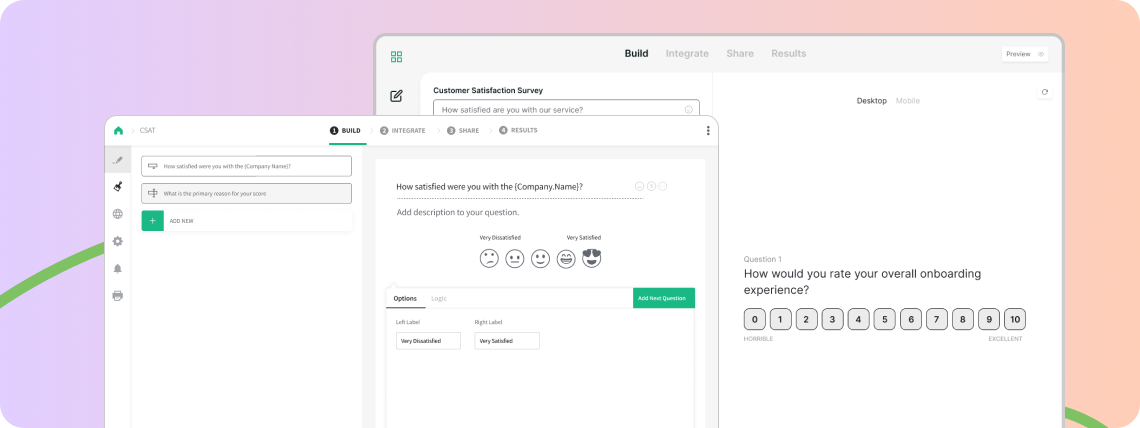 Build Integrate Share Results
Preview
Customer Satisfaction Survey
How satisfied are you with our service?
Desktop Mobile
CSAT
1 BUILD 2 INTEGRATE 3 SHARE 4 RESULTS
How satisfied were you with the {Company Name}?
What is the primary reason for your score
+ ADD NEW
How satisfied were you with the {Company.Name}?
Add description to your question.
Very Dissatisfied Very Satisfied
Options Logic
Add Next Question
Left Label Right Label
Very Dissatisfied Very Satisfied
Question 1
How would you rate your overall onboarding
experience?
0 1 2 3 4 5 6 7 8 9 10
HORRIBLE EXCELLENT